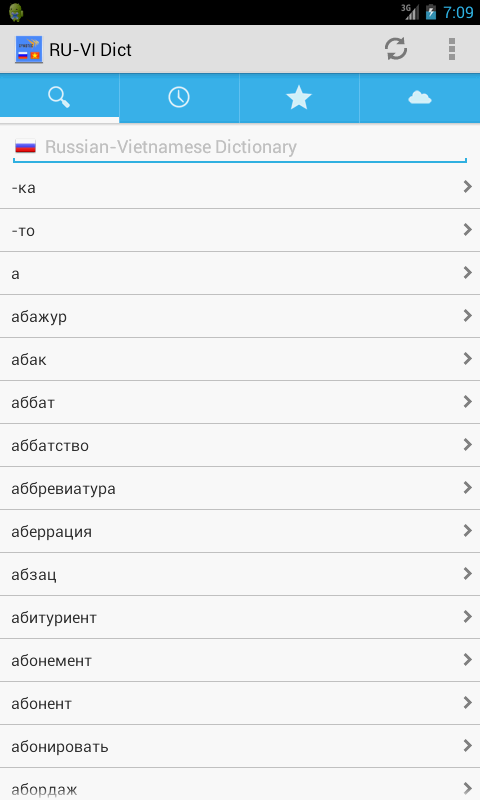 3G 7:09
RU-VI Dict
Russian-Vietnamese Dictionary
-ка
-то
а
абажур
абак
аббат
аббатство
аббревиатура
аберрация
абзац
абитуриент
абонемент
абонент
абонировать
абордаж